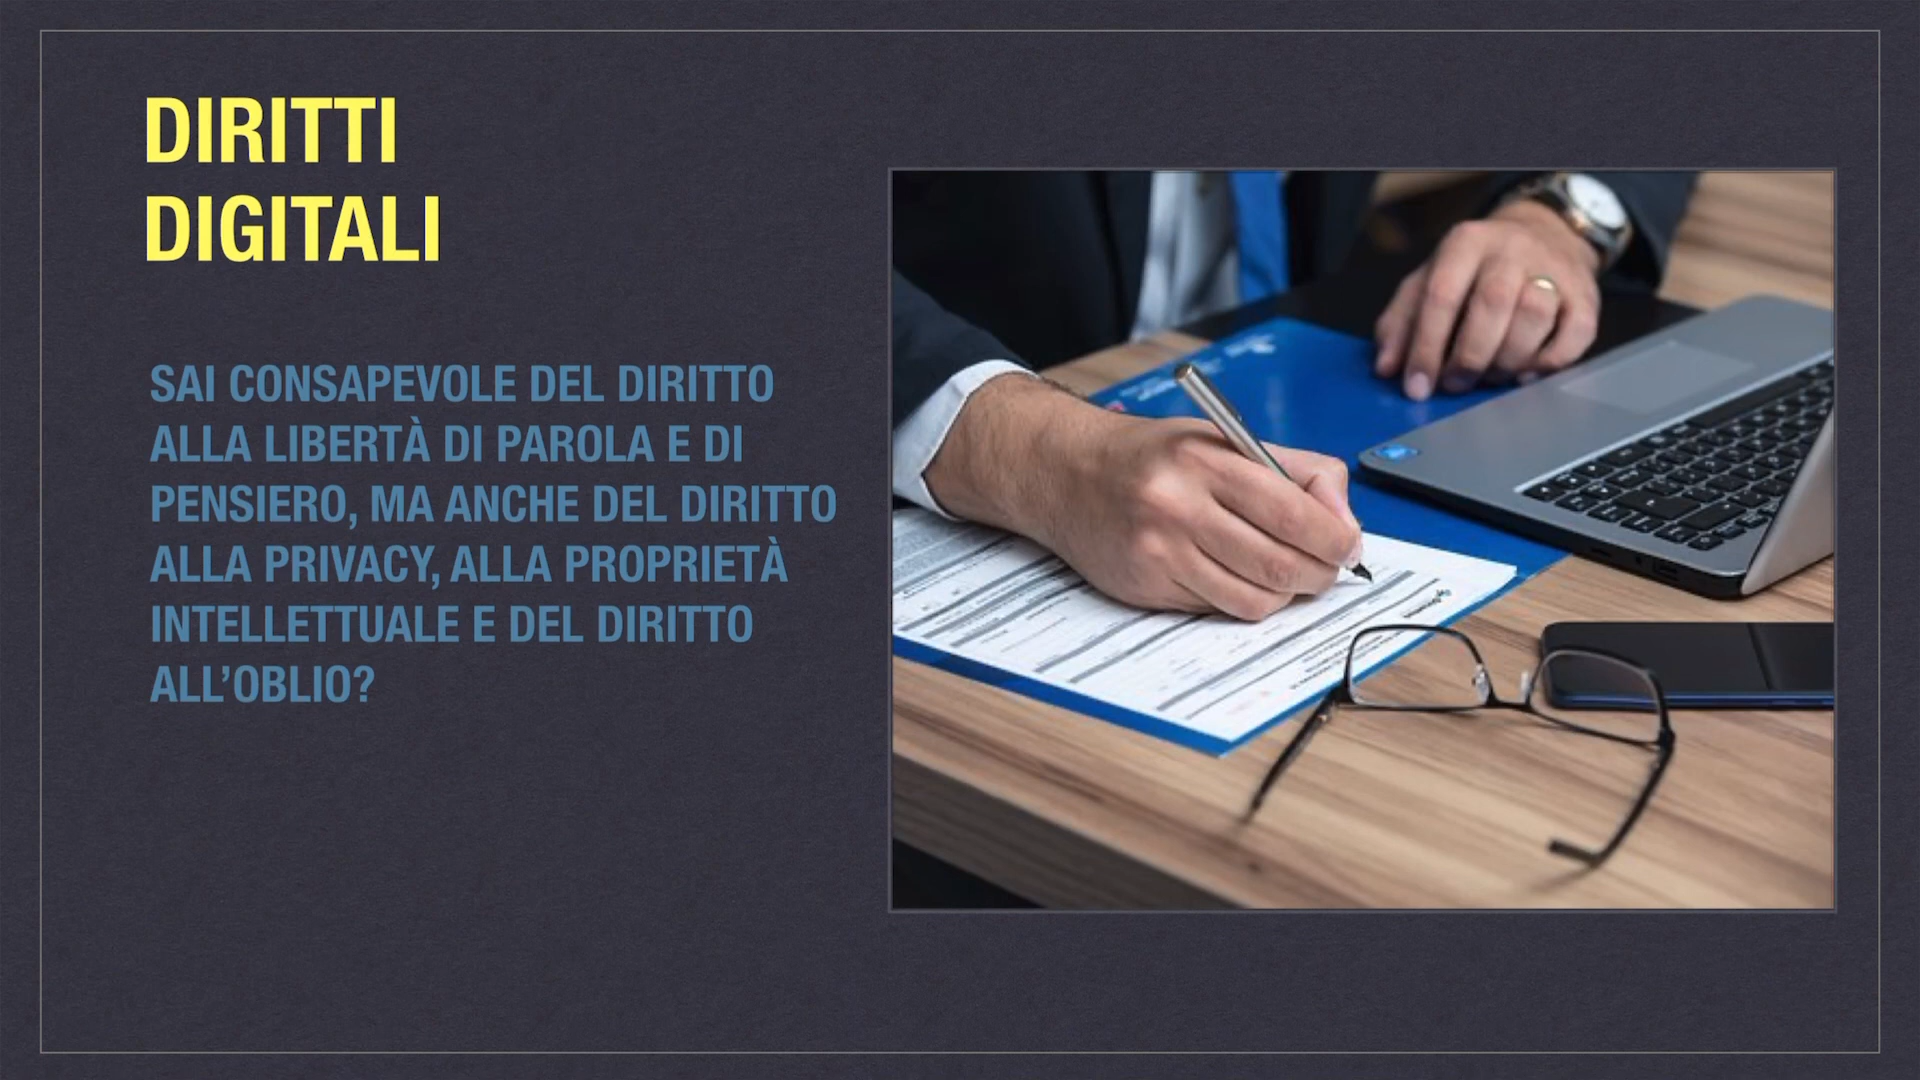 DIRITTI
DIGITALI
SAI CONSAPEVOLE DEL DIRITTO
ALLA LIBERTÀ DI PAROLA E DI
PENSIERO, MA ANCHE DEL DIRITTO
ALLA PRIVACY, ALLA PROPRIETÀ
INTELLETTUALE E DEL DIRITTO
ALL’OBLIO?